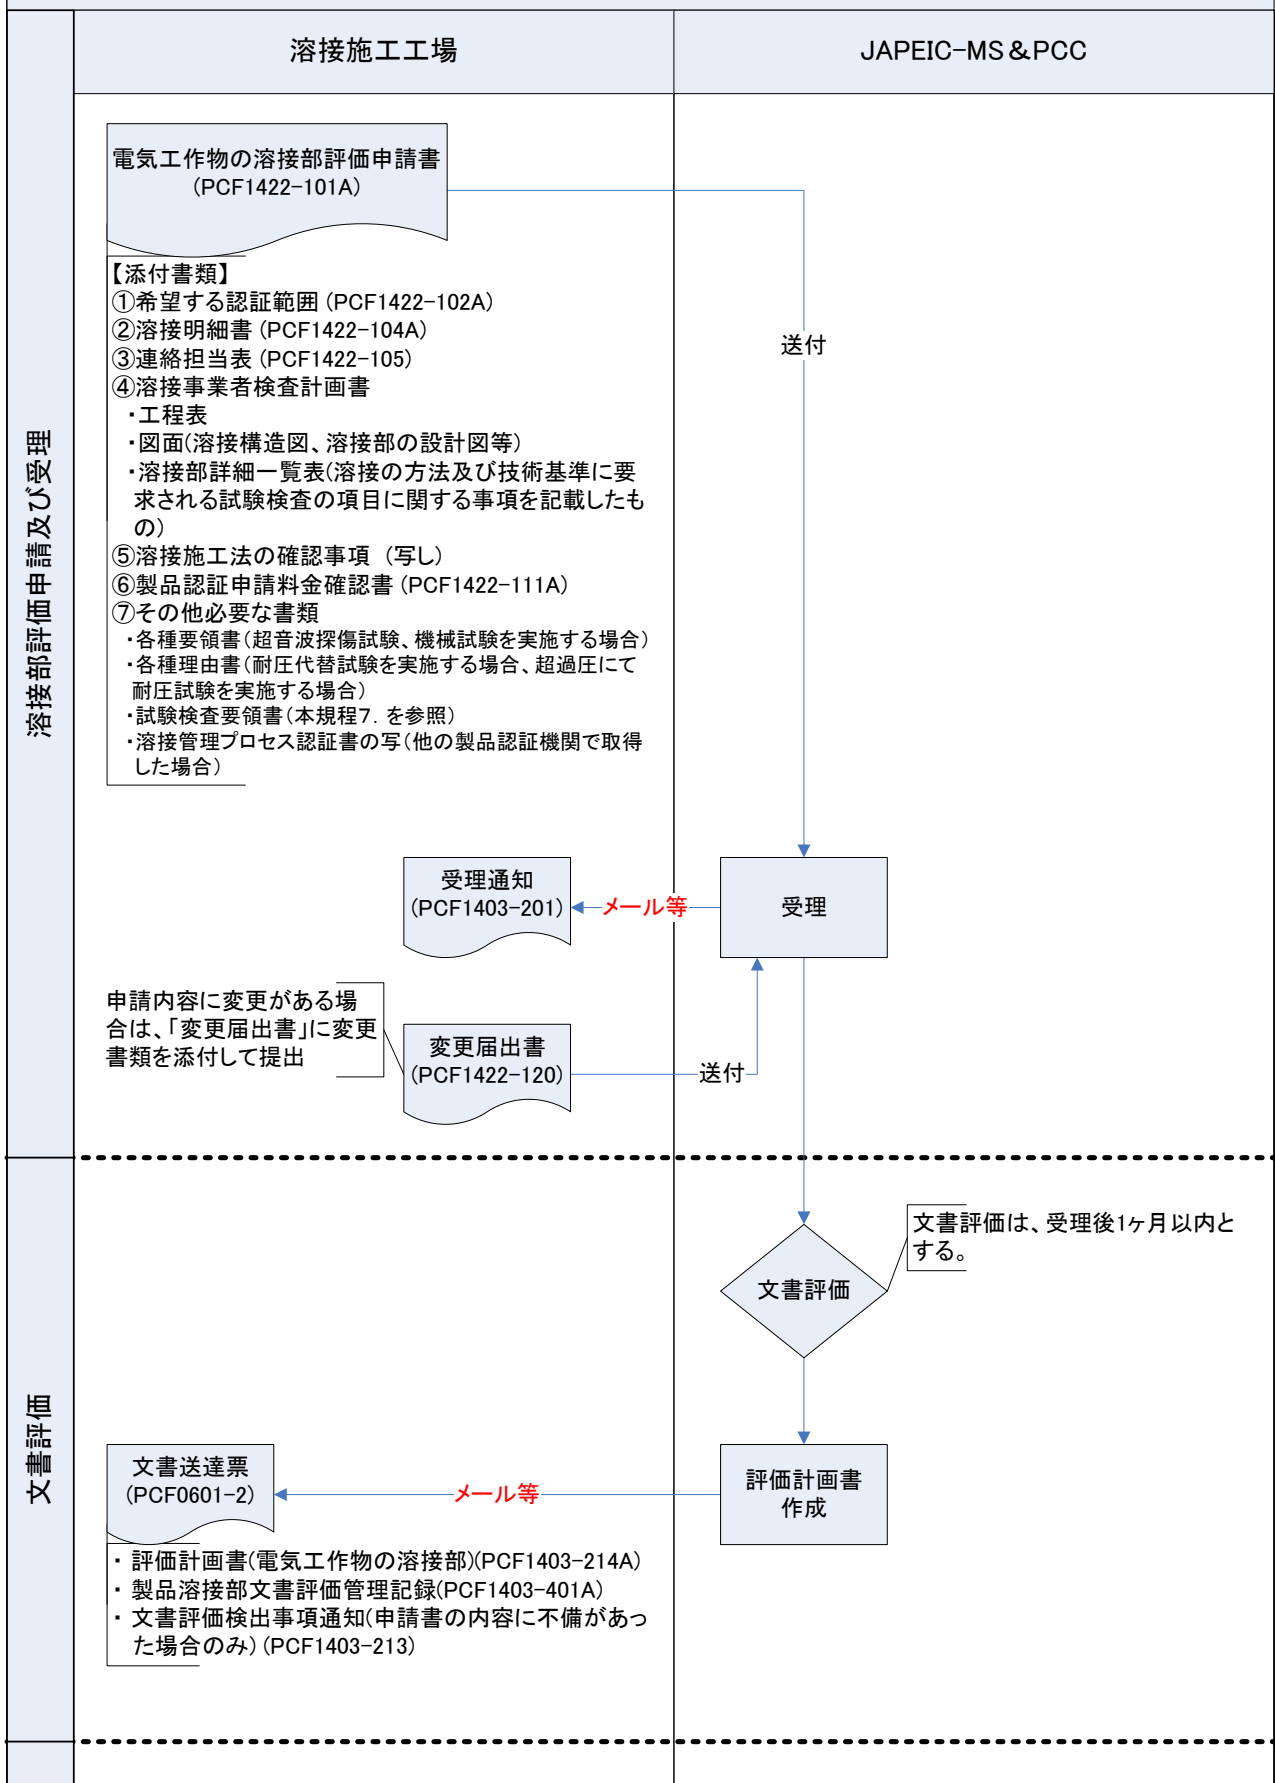 溶接施工工場
JAPEIC-MS&PCC
溶接部評価申請及び受理
電気工作物の溶接部評価申請書
(PCF1422-101A)
【添付書類】
①希望する認証範囲 (PCF1422-102A)
②溶接明細書 (PCF1422-104A)
③連絡担当表 (PCF1422-105)
④溶接事業者検査計画書
・工程表
・図面(溶接構造図、溶接部の設計図等)
・溶接部詳細一覧表(溶接の方法及び技術基準に要
求される試験検査の項目に関する事項を記載したも
の)
⑤溶接施工法の確認事項 (写し)
⑥製品認証申請料金確認書 (PCF1422-111A)
⑦その他必要な書類
・各種要領書(超音波探傷試験、機械試験を実施する場合)
・各種理由書(耐圧代替試験を実施する場合、超過圧にて
耐圧試験を実施する場合)
・試験検査要領書(本規程7. を参照)
・溶接管理プロセス認証書の写(他の製品認証機関で取得
した場合)
送付
受理通知
(PCF1403-201)
メール等
受理
申請内容に変更がある場
合は、「変更届出書」に変更
書類を添付して提出
変更届出書
(PCF1422-120)
送付
文書評価
文書評価は、受理後1ヶ月以内と
する。
文書評価
文書送達票
(PCF0601-2)
メール等
評価計画書
作成
・ 評価計画書(電気工作物の溶接部)(PCF1403-214A)
・ 製品溶接部文書評価管理記録(PCF1403-401A)
・ 文書評価検出事項通知(申請書の内容に不備があっ
た場合のみ) (PCF1403-213)